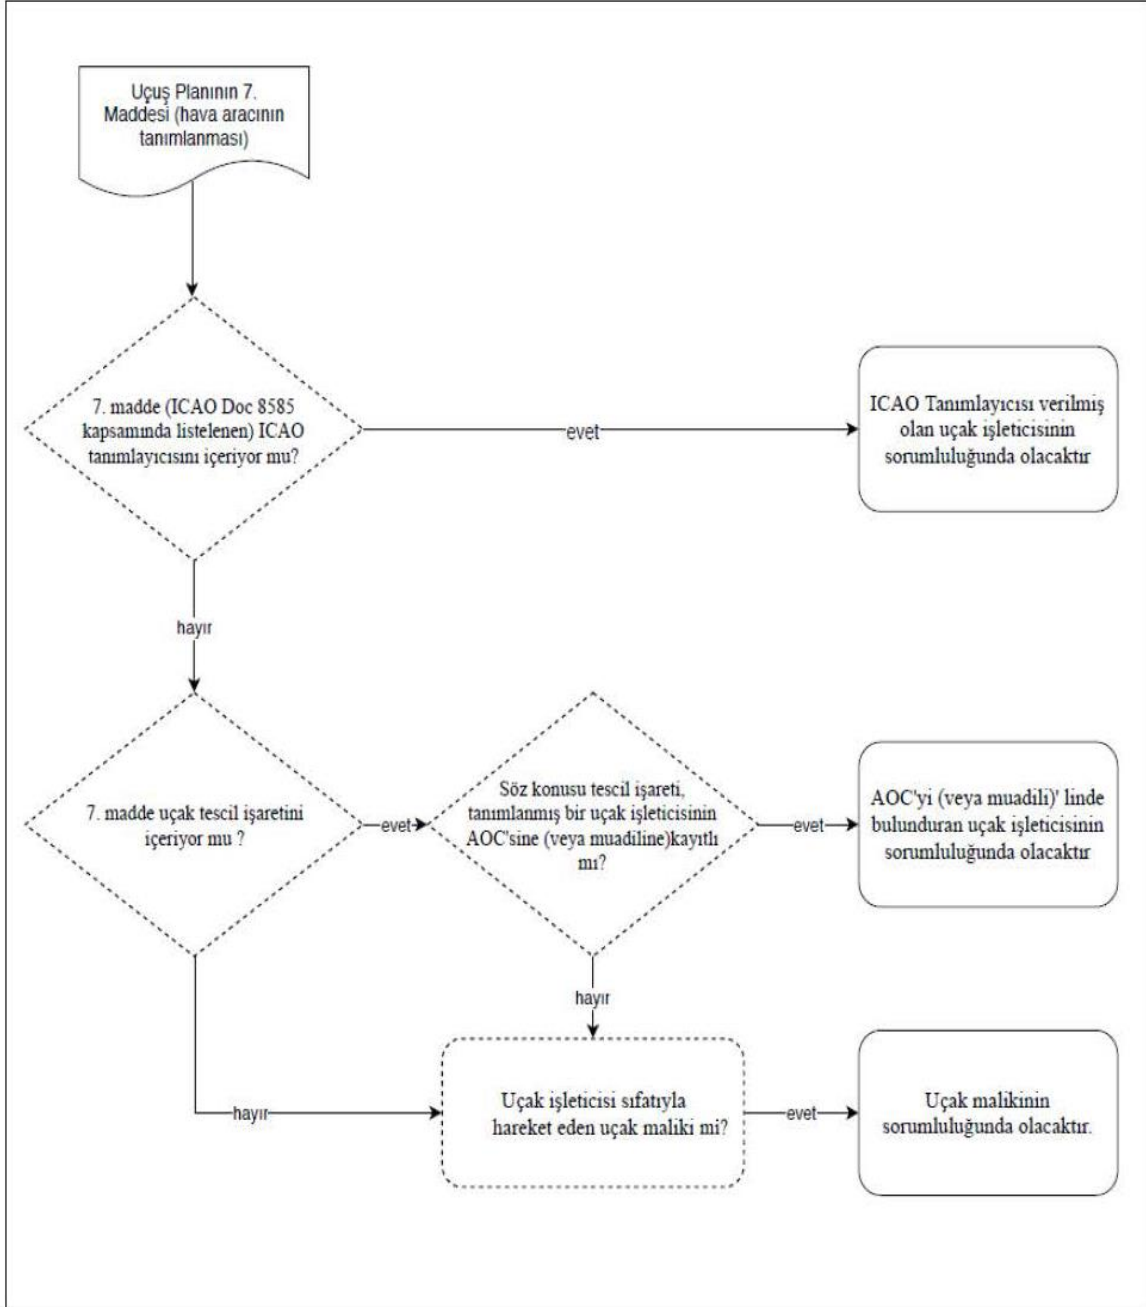 Uçuş Planının 7.
Maddesi (hava aracının
tanımlanması)
7. madde (ICAO Doc 8585
kapsamında listelenen) ICAO
tanımlayıcısını içeriyor mu?
evet
ICAO Tanımlayıcısı verilmiş
olan uçak işleticisinin
sorumluluğunda olacaktır
hayır
7. madde uçak tescil işaretini
içeriyor mu ?
evet
Söz konusu tescil işareti,
tanımlanmış bir uçak işleticisinin
AOC'sine (veya muadiline)kayıtlı
mı?
evet
AOC'yi (veya muadili)' linde
bulunduran uçak işleticisinin
sorumluluğunda olacaktır
hayır
hayır
Uçak işleticisi sıfatıyla
hareket eden uçak maliki mi?
evet
Uçak malikinin
sorumluluğunda olacaktır.